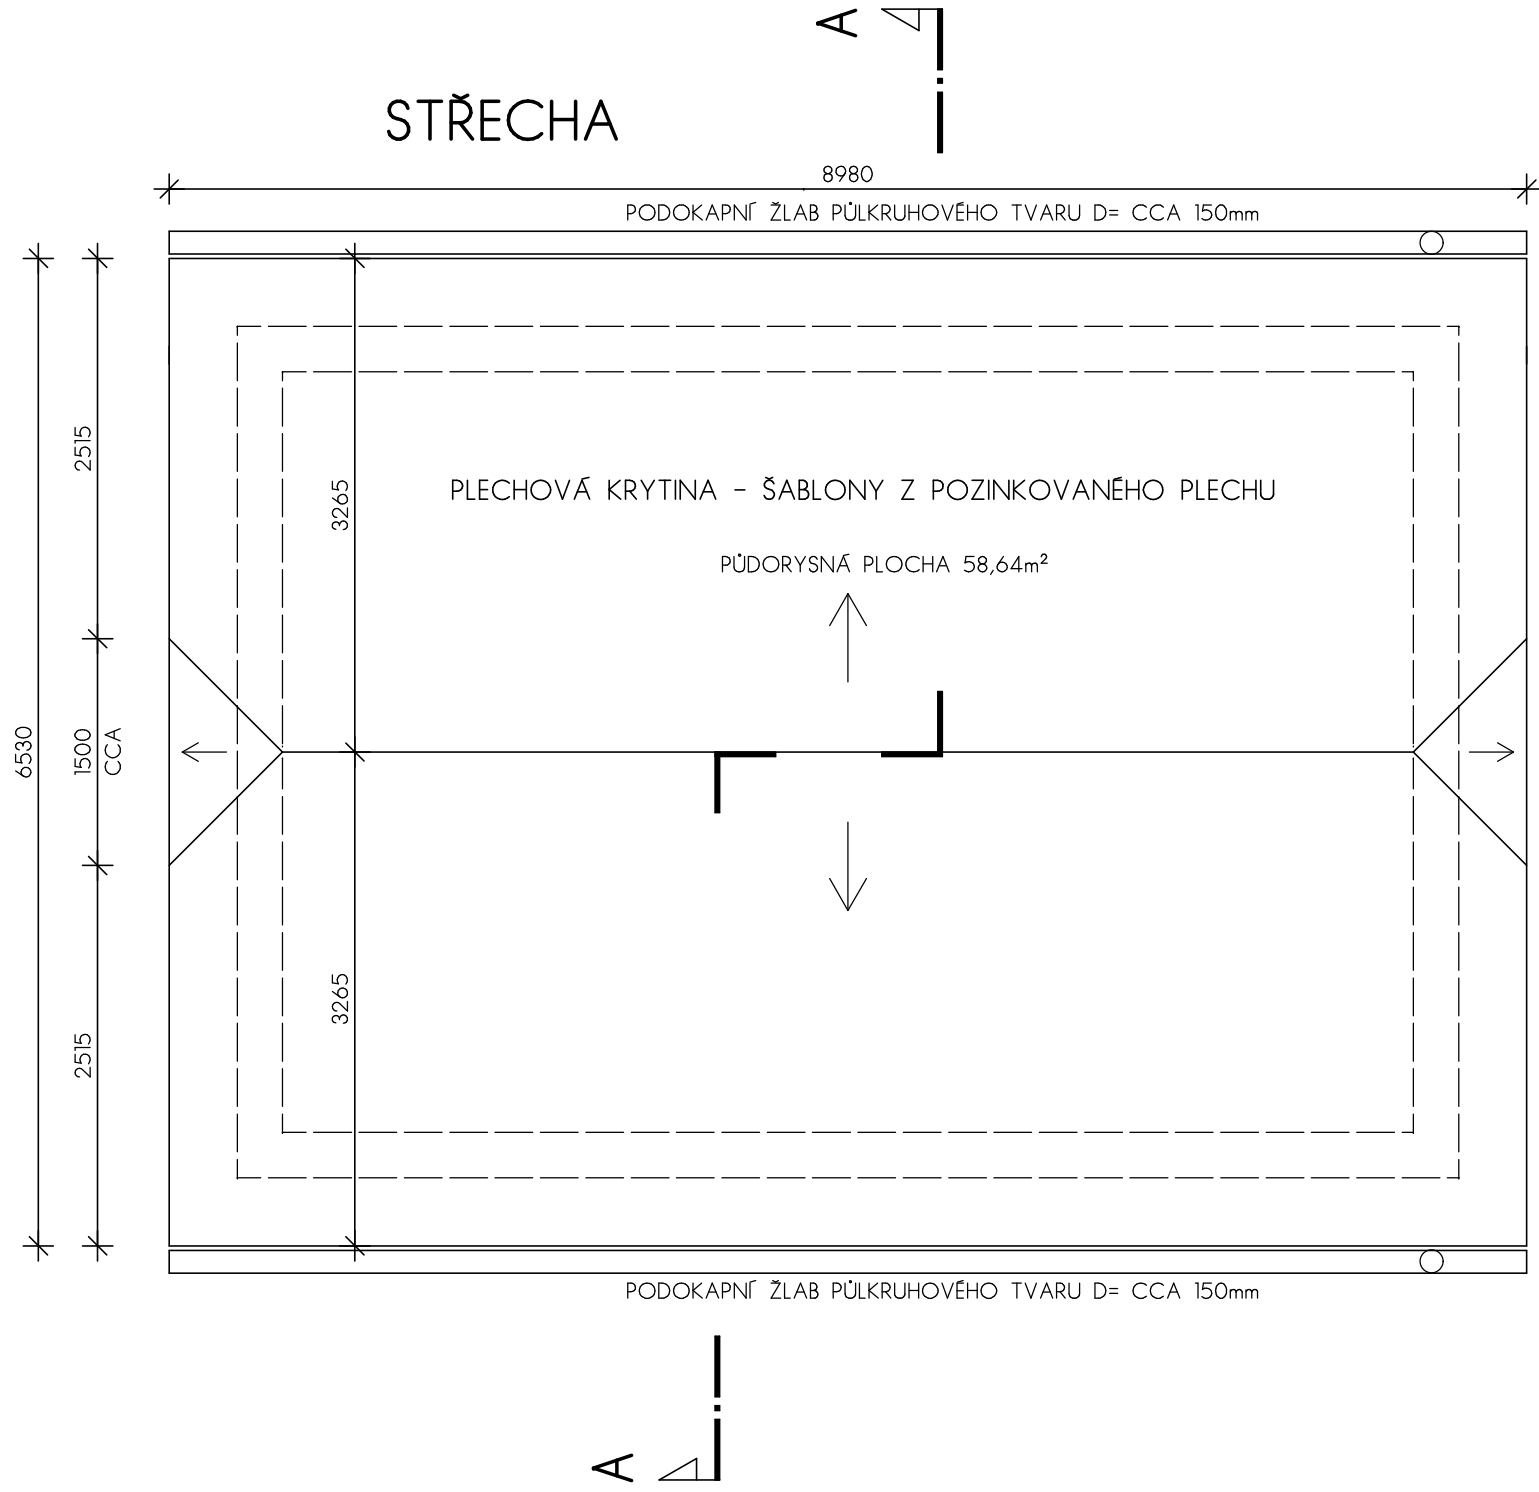 A
STŘECHA
8980
PODOKAPNÍ ŽLAB PŮLKRUHOVÉHO TVARU D= CCA 150mm
2515
3265
PLECHOVÁ KRYTINA - ŠABLONY Z POZINKOVANÉHO PLECHU
PŮDORYSNÁ PLOCHA 58,64m²
6530
1500
CCA
3265
2515
PODOKAPNÍ ŽLAB PŮLKRUHOVÉHO TVARU D= CCA 150mm
A